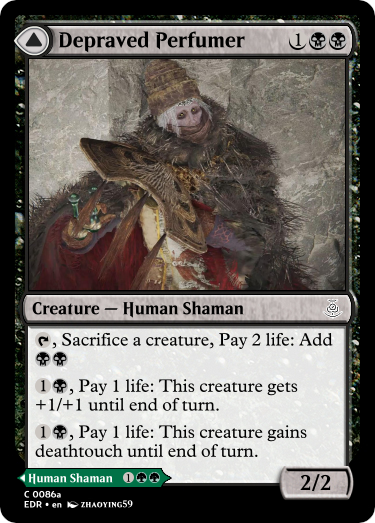 Depraved Perfumer 1
Creature — Human Shaman
, Sacrifice a creature, Pay 2 life: Add
1 , Pay 1 life: This creature gets
+1/+1 until end of turn.
1 , Pay 1 life: This creature gains
deathtouch until end of turn.
Human Shaman 1
2/2
C 0086a
EDR • en ZHAOYING59